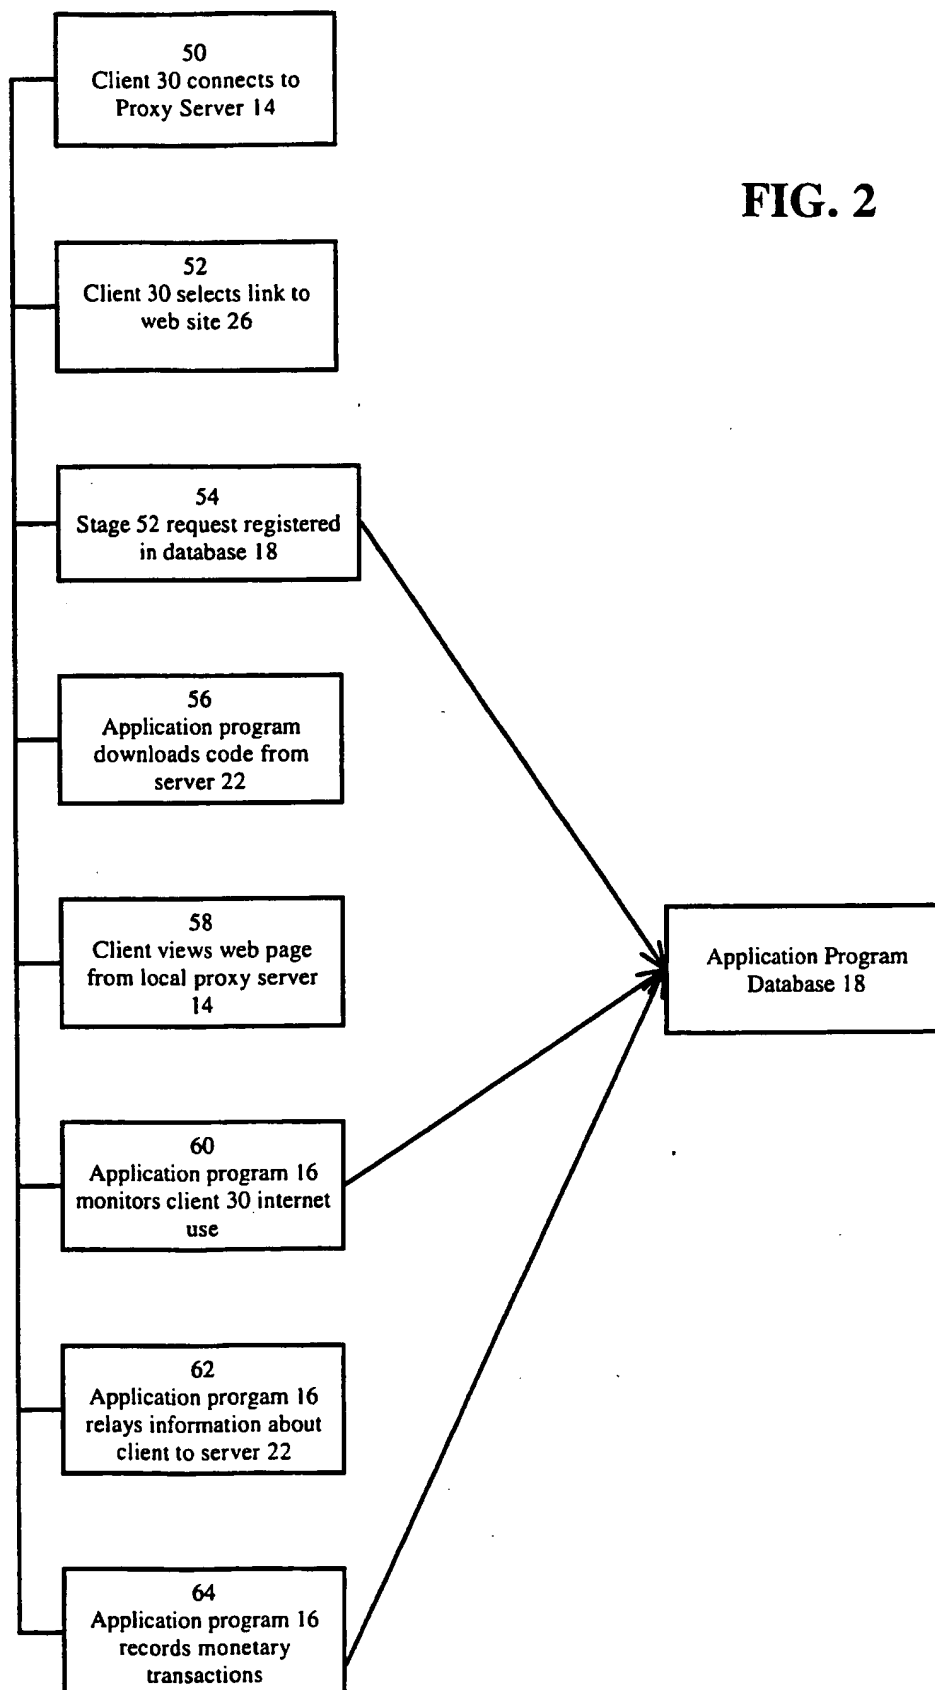 50
Client 30 connects to
Proxy Server 14
FIG. 2
52
Client 30 selects link to
web site 26
54
Stage 52 request registered
in database 18
56
Application program
downloads code from
server 22
58
Client views web page
from local proxy server
14
Application Program
Database 18
60
Application program 16
monitors client 30 internet
use
62
Application prorgam 16
relays information about
client to server 22
64
Application program 16
records monetary
transactions